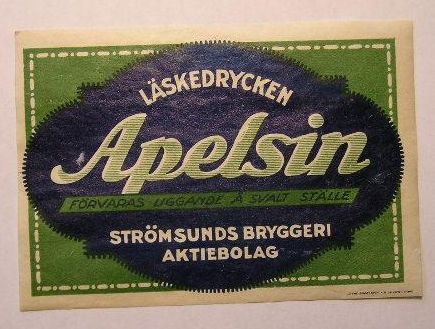 LÄSKEDRYCKEN
Apelsin
FÖRVARAS LIGGANDE Å SVALT STÄLLE
STRÖMSUNDS BRYGGERI
AKTIEBOLAG